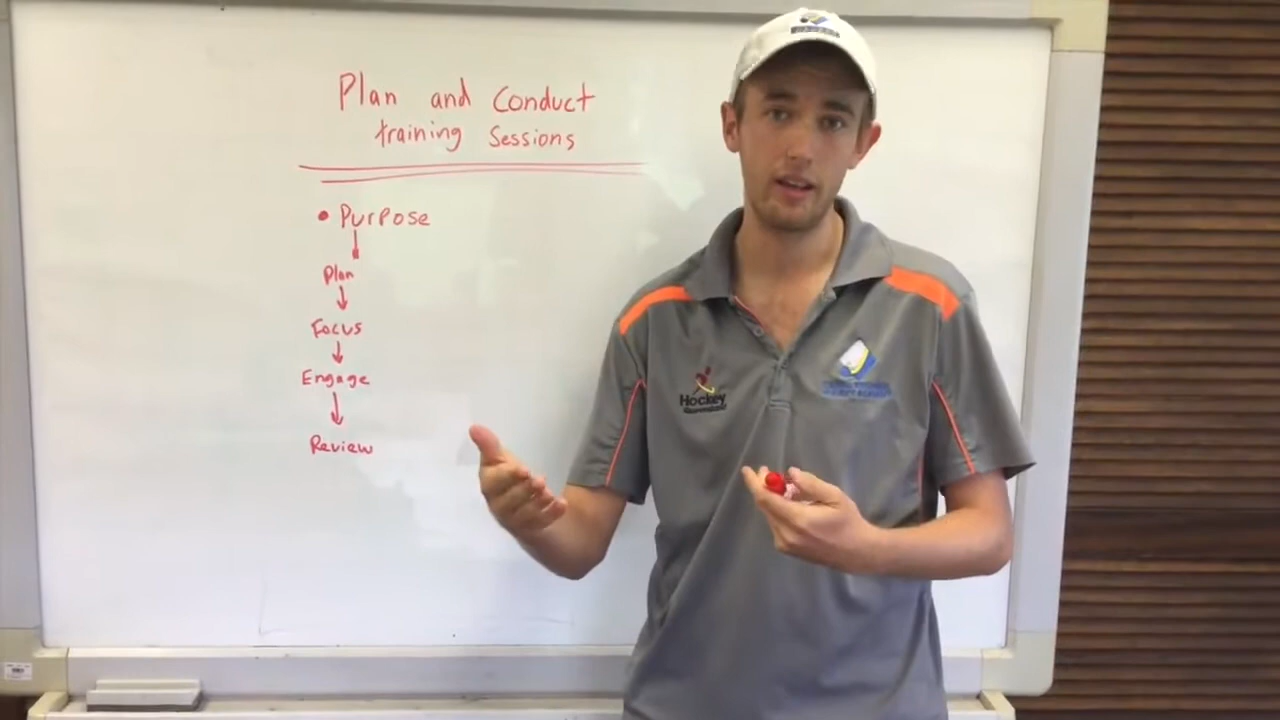 Plan and Conduct
training Sessions
• Purpose
Plan
Focus
Engage
Review
Hockey